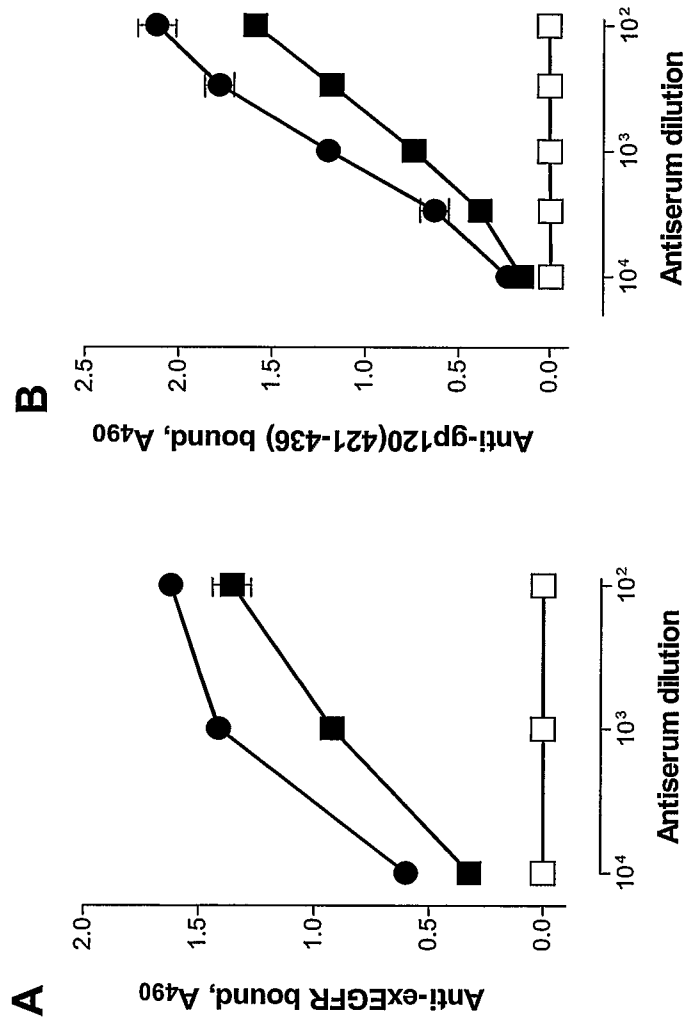 A
Anti-exEGFR bound, A490
2.0
1.5
1.0
0.5
0.0
10⁴ 10³ 10²
Antiserum dilution
B
Anti-gp120(421-436) bound, A490
2.5
2.0
1.5
1.0
0.5
0.0
10⁴ 10³ 10²
Antiserum dilution